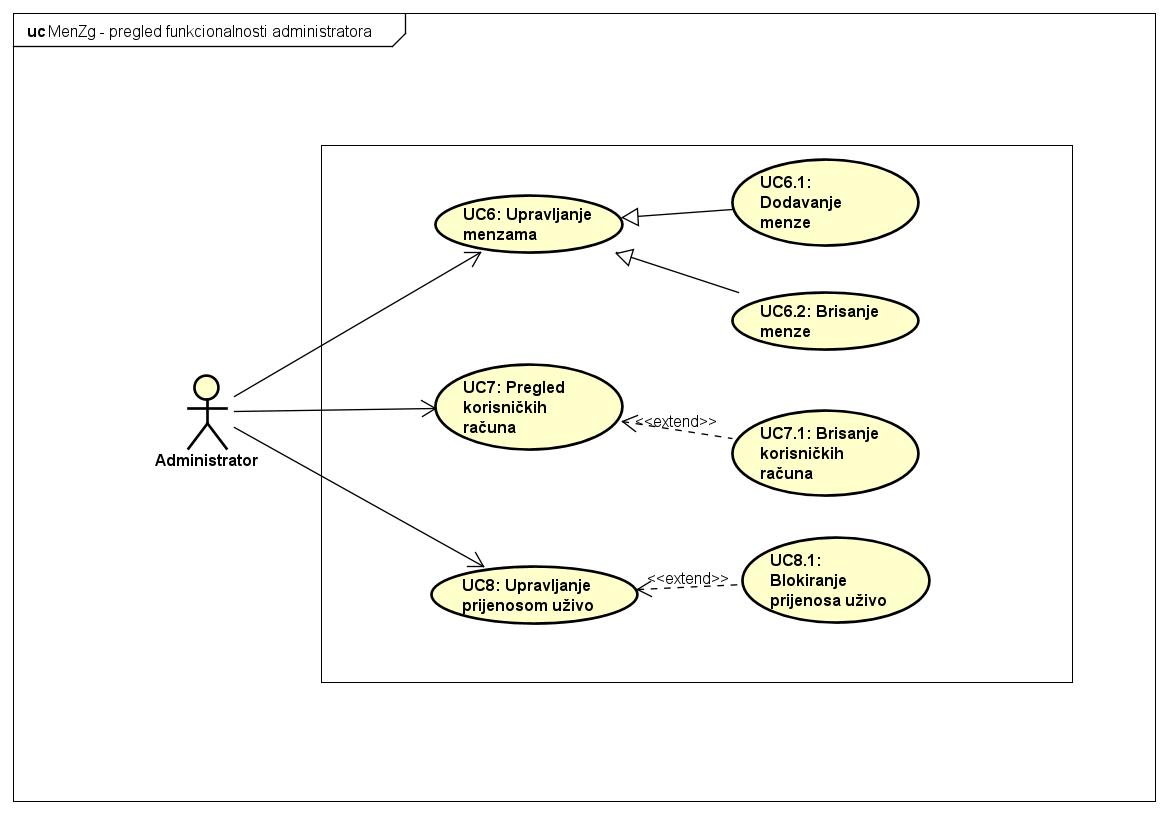 uc MenZg - pregled funkcionalnosti administratora
UC6.1:
Dodavanje
menze
UC6: Upravljanje
menzama
UC6.2: Brisanje
menze
UC7: Pregled
korisničkih
računa
<<extend>>
UC7.1: Brisanje
korisničkih
računa
Administrator
UC8.1:
Blokiranje
prijenosa uživo
<<extend>>
UC8: Upravljanje
prijenosom uživo